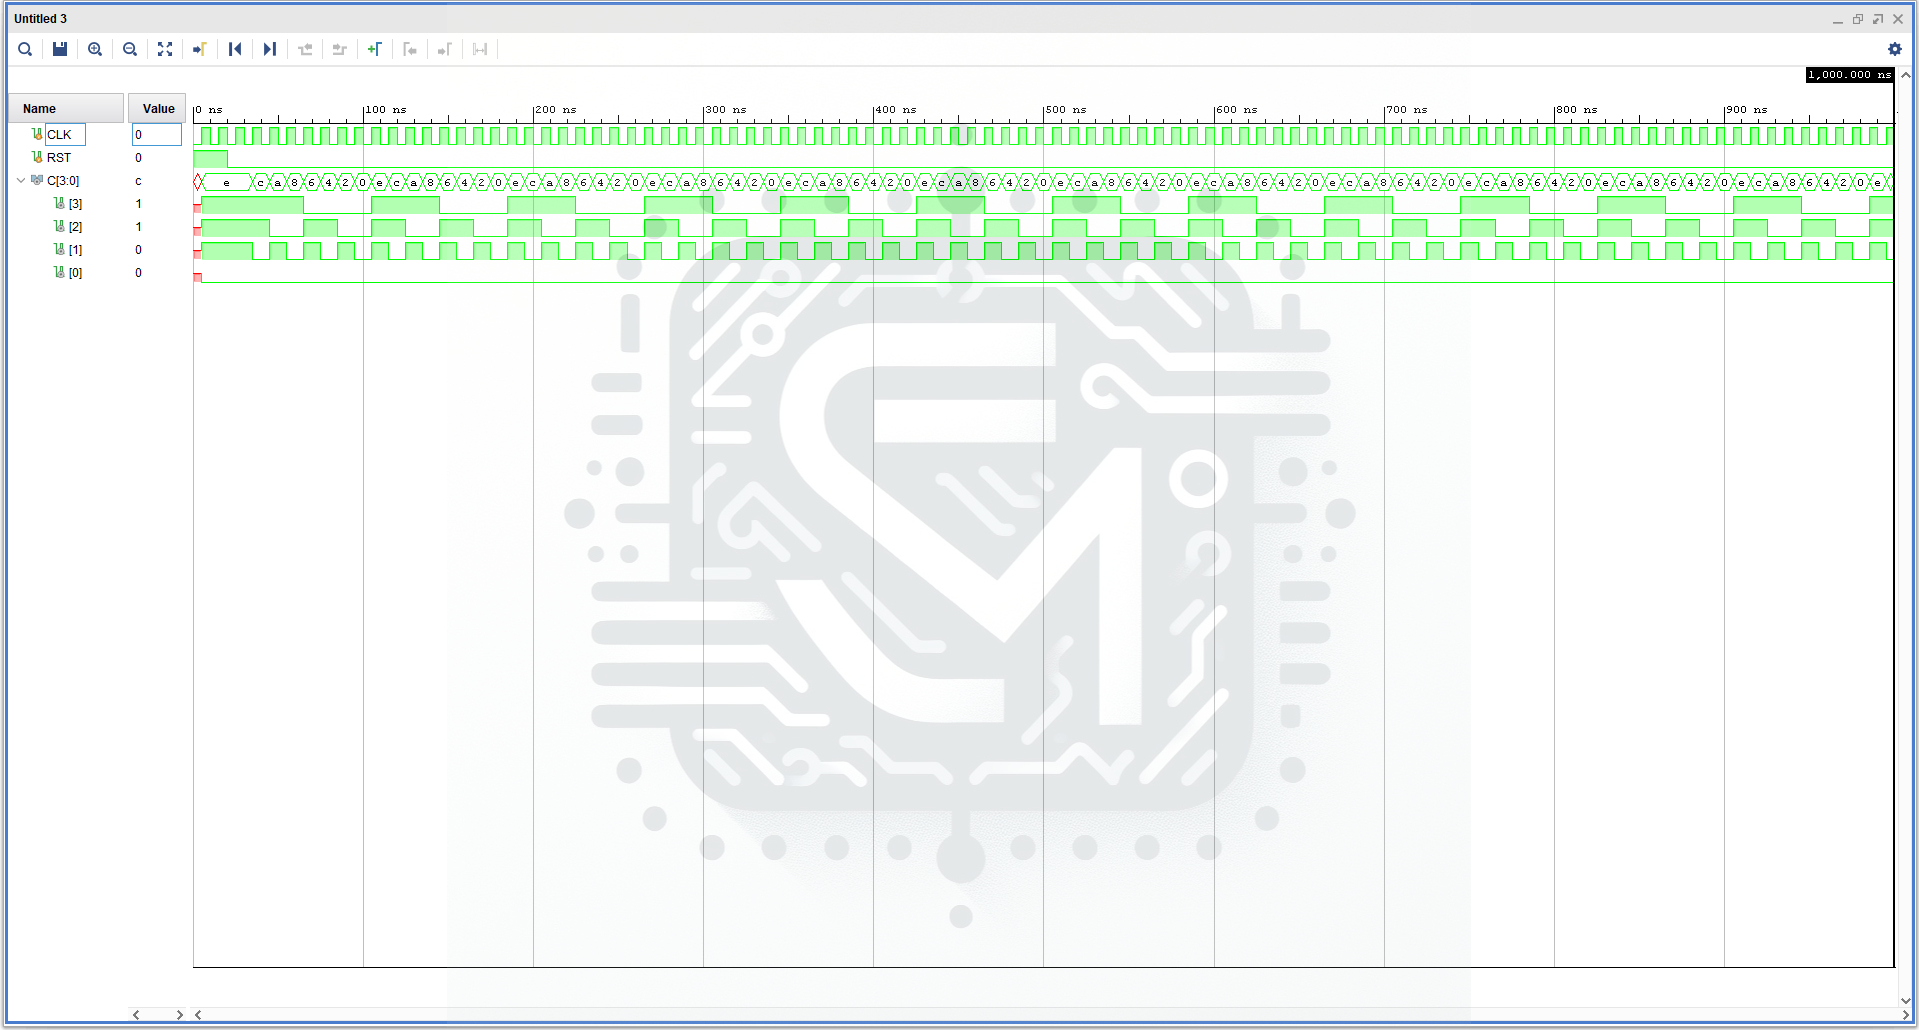 Untitled 3
1,000.000 ns
Name Value
0 ns 100 ns 200 ns 300 ns 400 ns 500 ns 600 ns 700 ns 800 ns 900 ns
CLK 0
RST 0
C[3:0] c e c a 8 6 4 2 0 e c a 8 6 4 2 0 e c a 8 6 4 2 0 e c a 8 6 4 2 0 e c a 8 6 4 2 0 e c a 8 6 4 2 0 e c a 8 6 4 2 0 e c a 8 6 4 2 0 e c a 8 6 4 2 0 e c a 8 6 4 2 0 e c a 8 6 4 2 0 e c a 8 6 4 2 0 e
[3] 1
[2] 1
[1] 0
[0] 0